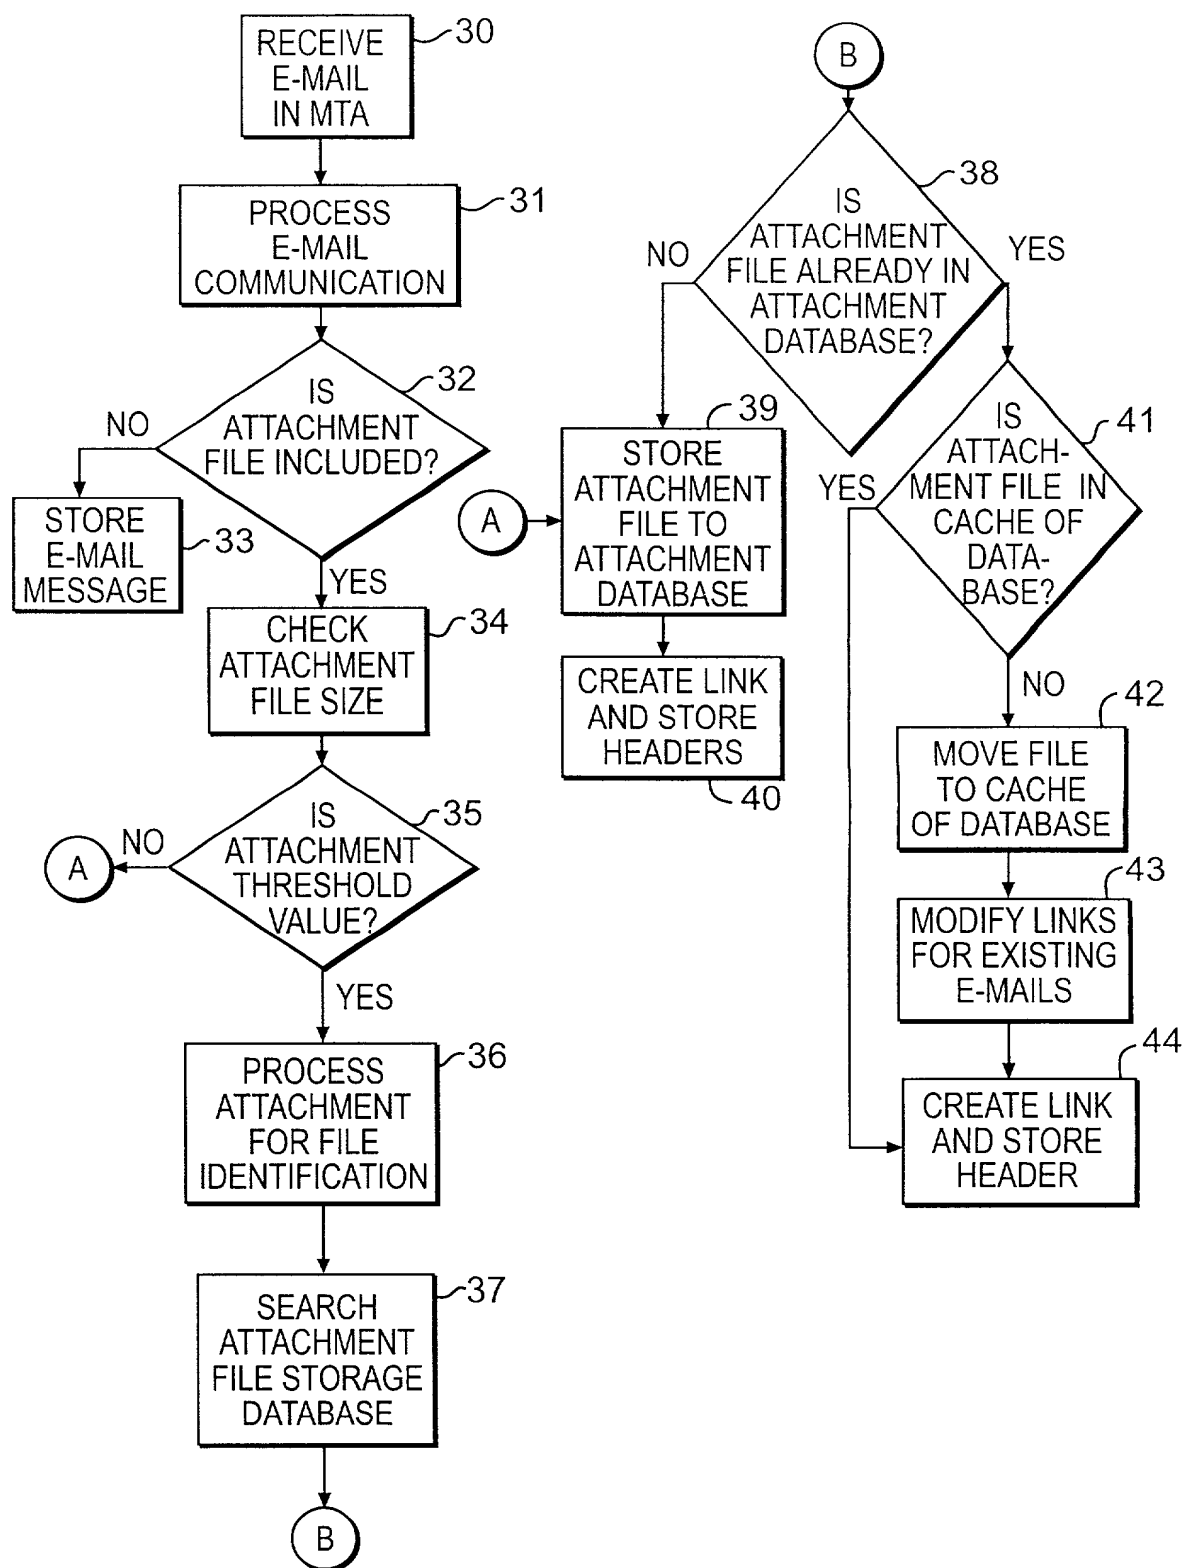 30
RECEIVE
E-MAIL
IN MTA
31
PROCESS
E-MAIL
COMMUNICATION
32
IS
ATTACHMENT
FILE INCLUDED?
NO
33
STORE
E-MAIL
MESSAGE
YES
34
CHECK
ATTACHMENT
FILE SIZE
35
IS
ATTACHMENT
THRESHOLD
VALUE?
NO
A
YES
36
PROCESS
ATTACHMENT
FOR FILE
IDENTIFICATION
37
SEARCH
ATTACHMENT
FILE STORAGE
DATABASE
B
B
38
IS
ATTACHMENT
FILE ALREADY IN
ATTACHMENT
DATABASE?
NO
YES
39
STORE
ATTACHMENT
FILE TO
ATTACHMENT
DATABASE
A
CREATE LINK
AND STORE
HEADERS
40
41
IS
ATTACH-
MENT FILE IN
CACHE OF
DATA-
BASE?
YES
NO
42
MOVE FILE
TO CACHE
OF DATABASE
43
MODIFY LINKS
FOR EXISTING
E-MAILS
44
CREATE LINK
AND STORE
HEADER